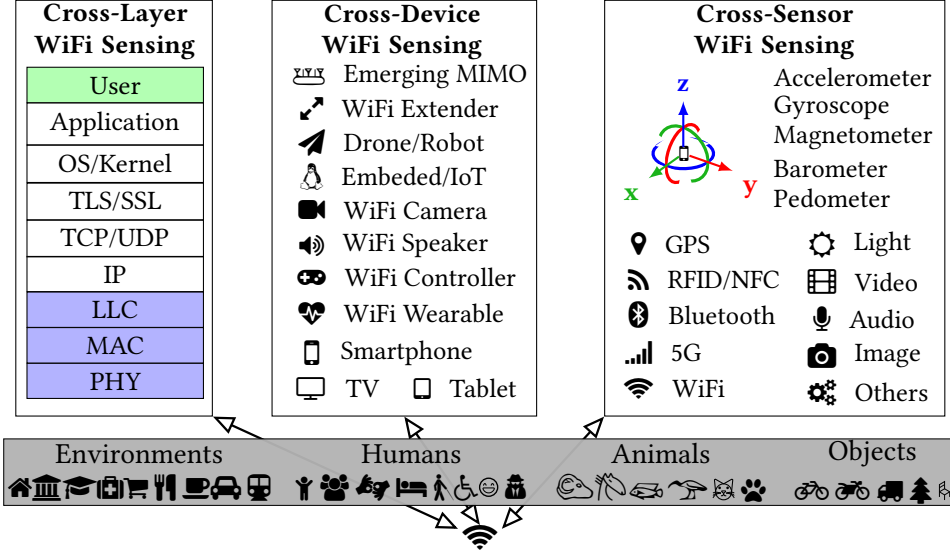 Cross-Layer
WiFi Sensing
User
Application
OS/Kernel
TLS/SSL
TCP/UDP
IP
LLC
MAC
PHY
Cross-Device
WiFi Sensing
Emerging MIMO
WiFi Extender
Drone/Robot
Embeded/IoT
WiFi Camera
WiFi Speaker
WiFi Controller
WiFi Wearable
Smartphone
TV Tablet
Cross-Sensor
WiFi Sensing
z
x
y
Accelerometer
Gyroscope
Magnetometer
Barometer
Pedometer
GPS Light
RFID/NFC Video
Bluetooth Audio
5G Image
WiFi Others
Environments Humans Animals Objects